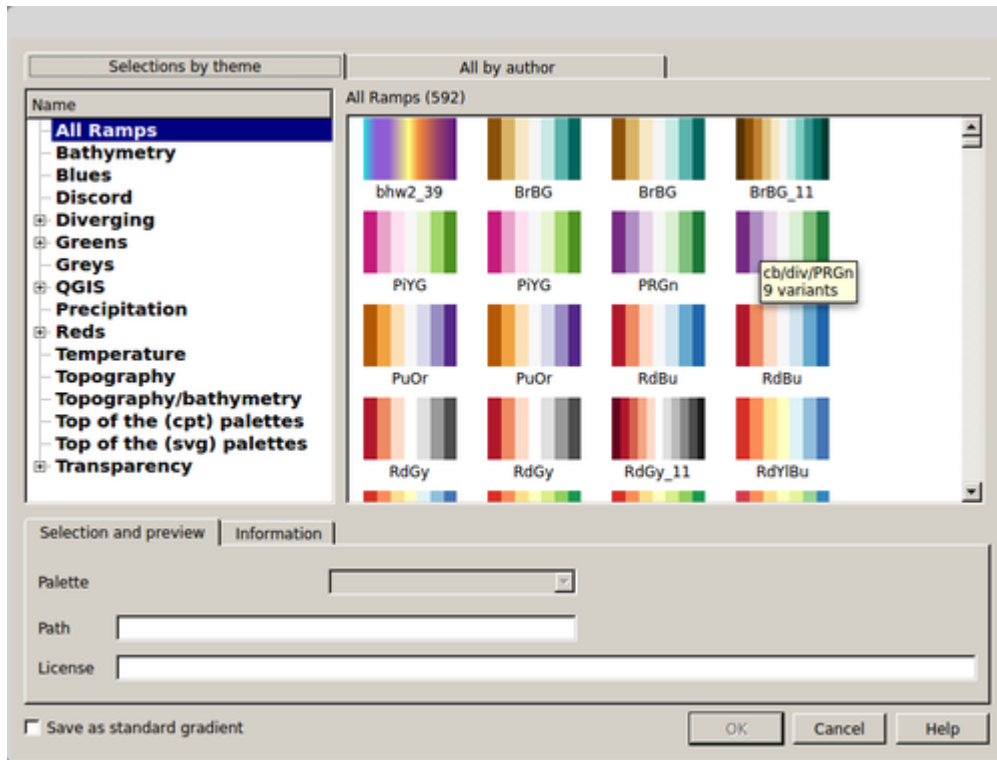 Selections by theme
All by author
Name
All Ramps
Bathymetry
Blues
Discord
Diverging
Greens
Greys
QGIS
Precipitation
Reds
Temperature
Topography
Topography/bathymetry
Top of the (cpt) palettes
Top of the (svg) palettes
Transparency
All Ramps (592)
bhw2_39 BrBG BrBG BrBG_11
PiYG PiYG PRGn
cb/div/PRGn
9 variants
PuOr PuOr RdBu RdBu
RdGy RdGy RdGy_11 RdYlBu
Selection and preview
Information
Palette
Path
License
Save as standard gradient
OK Cancel Help